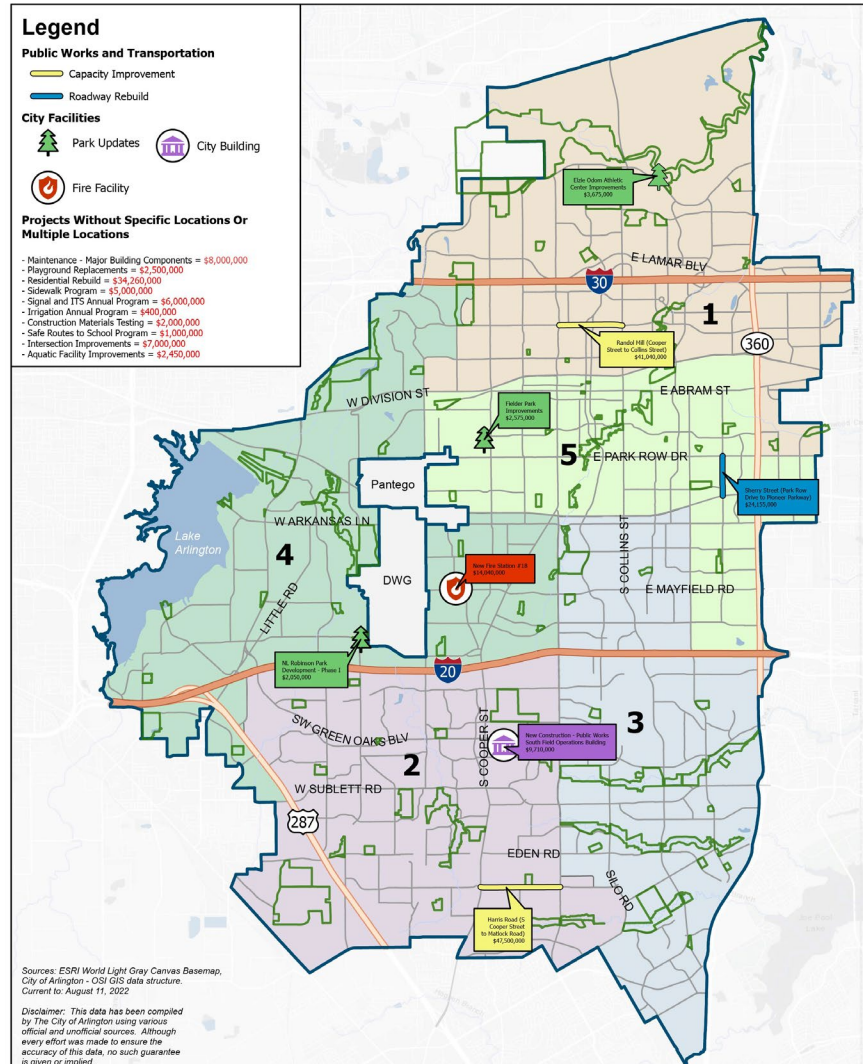 Legend
Public Works and Transportation
Capacity Improvement
Roadway Rebuild
City Facilities
Park Updates
City Building
Fire Facility
Projects Without Specific Locations Or
Multiple Locations
- Maintenance - Major Building Components = $8,000,000
- Playground Replacements = $2,500,000
- Residential Rebuild = $34,260,000
- Sidewalk Program = $5,000,000
- Signal and ITS Annual Program = $6,000,000
- Irrigation Annual Program = $400,000
- Construction Materials Testing = $2,000,000
- Safe Routes to School Program = $1,000,000
- Intersection Improvements = $7,000,000
- Aquatic Facility Improvements = $2,450,000
Elzie Odom Athletic
Center Improvements
$3,675,000
E LAMAR BLV
30
1
Randol Mill (Cooper
Street to Collins Street)
$41,040,000
360
W DIVISION ST
E ABRAM ST
Fielder Park
Improvements
$2,575,000
5
E PARK ROW DR
Pantego
Sherry Street (Park Row
Drive to Pioneer Parkway)
$24,155,000
Lake
Arlington
W ARKANSAS LN
4
S COLLINS ST
DWG
New Fire Station #18
$14,040,000
E MAYFIELD RD
LITTLE RD
NL Robinson Park
Development - Phase I
$2,050,000
20
3
SW GREEN OAKS BLV
S COOPER ST
New Construction - Public Works
South Field Operations Building
$9,710,000
2
W SUBLETT RD
287
EDEN RD
SILO RD
Harris Road (S
Cooper Street
to Matlock Road)
$47,500,000
Sources: ESRI World Light Gray Canvas Basemap,
City of Arlington - OSI GIS data structure.
Current to: August 11, 2022
Disclaimer: This data has been compiled
by The City of Arlington using various
official and unofficial sources. Although
every effort was made to ensure the
accuracy of this data, no such guarantee
is given or implied.